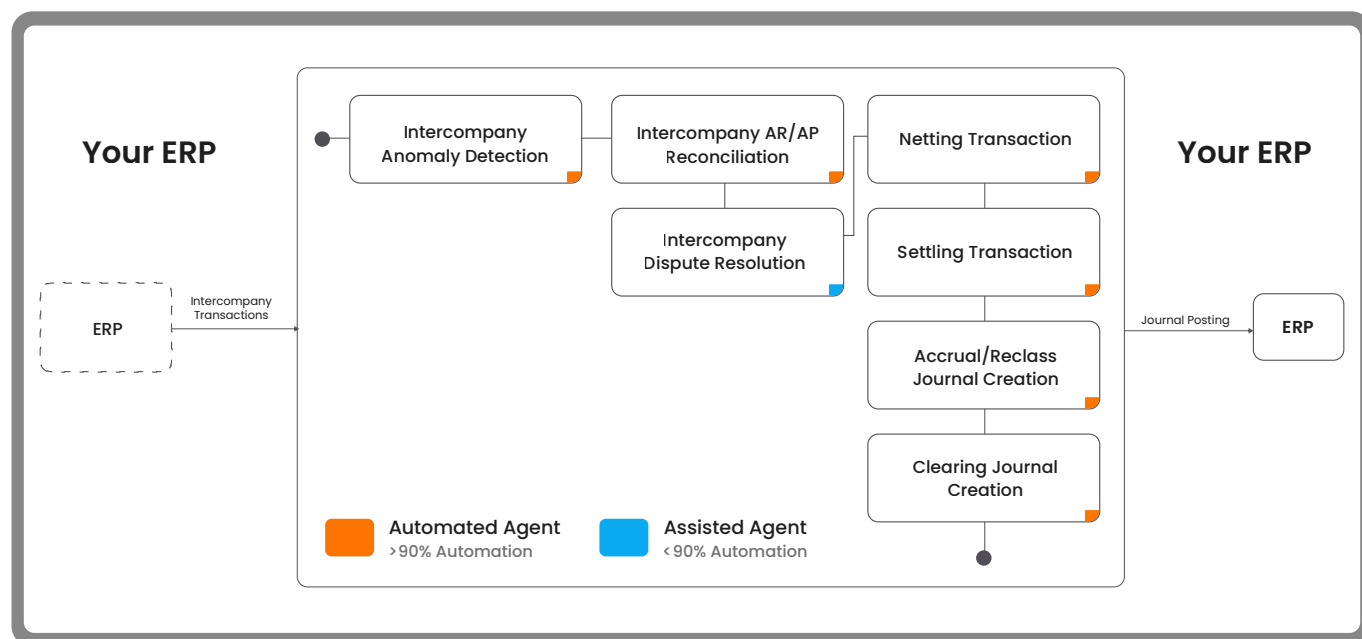 Your ERP
ERP
Intercompany
Transactions
Intercompany
Anomaly Detection
Intercompany AR/AP
Reconciliation
Intercompany
Dispute Resolution
Netting Transaction
Settling Transaction
Accrual/Reclass
Journal Creation
Clearing Journal
Creation
Automated Agent
>90% Automation
Assisted Agent
<90% Automation
Your ERP
Journal Posting
ERP